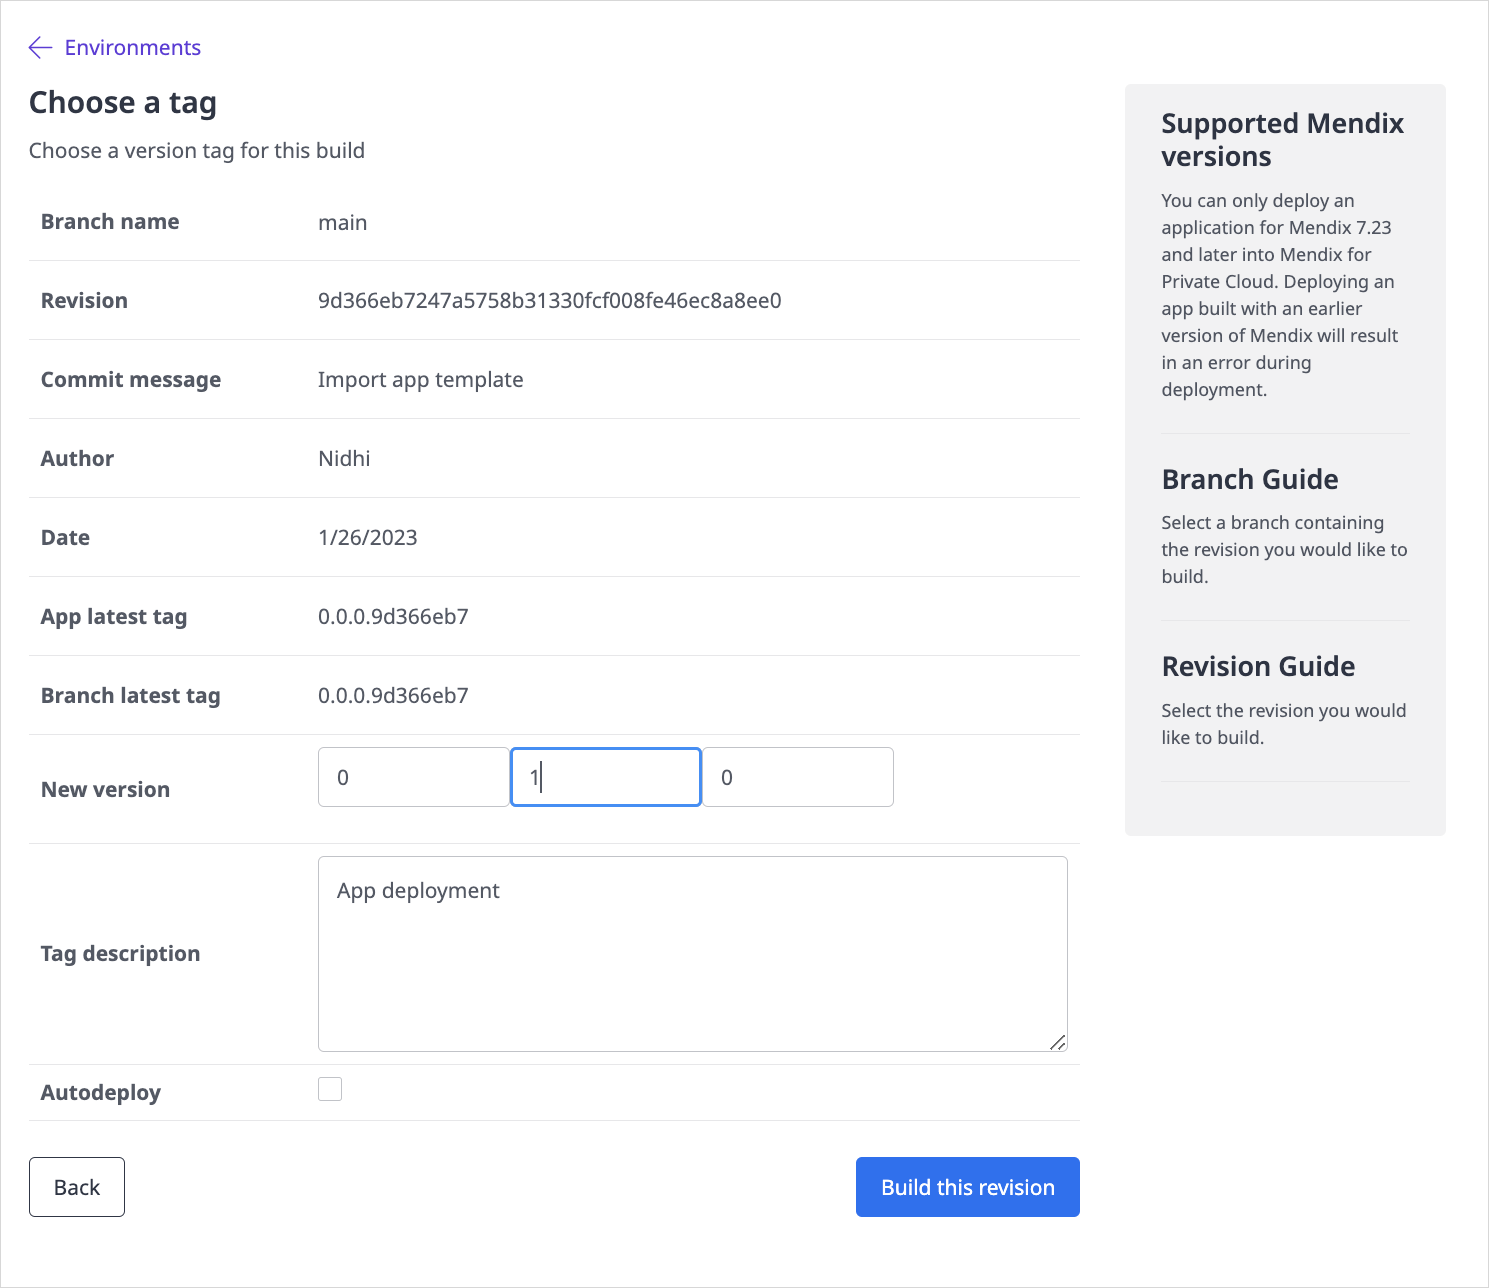 Environments
Choose a tag
Choose a version tag for this build
Branch name main
Revision 9d366eb7247a5758b31330fcf008fe46ec8a8ee0
Commit message Import app template
Author Nidhi
Date 1/26/2023
App latest tag 0.0.0.9d366eb7
Branch latest tag 0.0.0.9d366eb7
New version 0 1 0
Tag description App deployment
Autodeploy
Back
Build this revision
Supported Mendix
versions
You can only deploy an
application for Mendix 7.23
and later into Mendix for
Private Cloud. Deploying an
app built with an earlier
version of Mendix will result
in an error during
deployment.
Branch Guide
Select a branch containing
the revision you would like to
build.
Revision Guide
Select the revision you would
like to build.